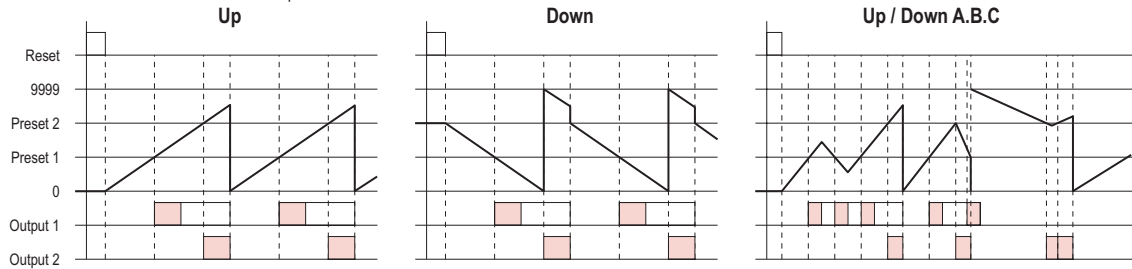 Up Down Up / Down A.B.C
Reset
9999
Preset 2
Preset 1
0
Output 1
Output 2